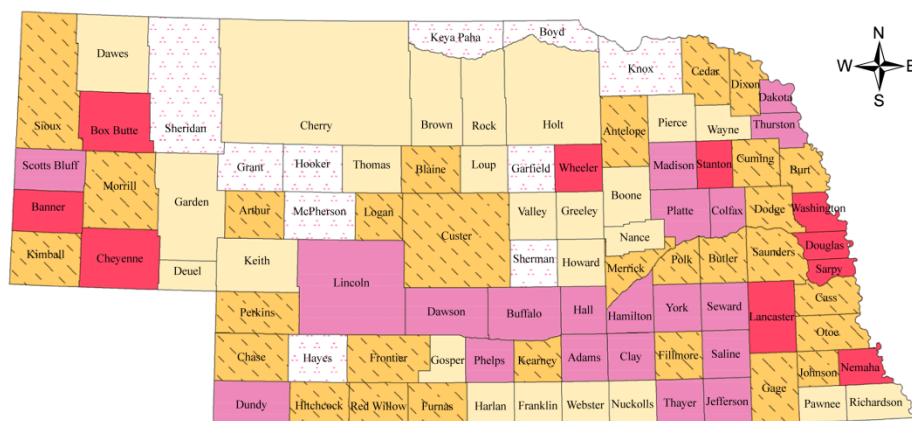 Keya Paha
Boyd
N
W E
S
Dawes
Knox
Cedar
Dixon
Dakota
Sioux
Box Butte
Sheridan
Cherry
Brown
Rock
Holt
Antelope
Pierce
Wayne
Thurston
Scotts Bluff
Morrill
Garden
Grant
Hooker
Thomas
Blaine
Loup
Garfield
Wheeler
Madison
Stanton
Cuming
Burt
Banner
Arthur
McPherson
Logan
Custer
Valley
Greeley
Boone
Platte
Colfax
Dodge
Washington
Kimball
Cheyenne
Deuel
Keith
Lincoln
Sherman
Howard
Nance
Merrick
Polk
Butler
Saunders
Douglas
Sarpy
Perkins
Dawson
Buffalo
Hall
Hamilton
York
Seward
Lancaster
Cass
Otoe
Chase
Hayes
Frontier
Gosper
Phelps
Kearney
Adams
Clay
Fillmore
Saline
Gage
Johnson
Nemaha
Dundy
Hitchcock
Red Willow
Furnas
Harlan
Franklin
Webster
Nuckolls
Thayer
Jefferson
Pawnee
Richardson